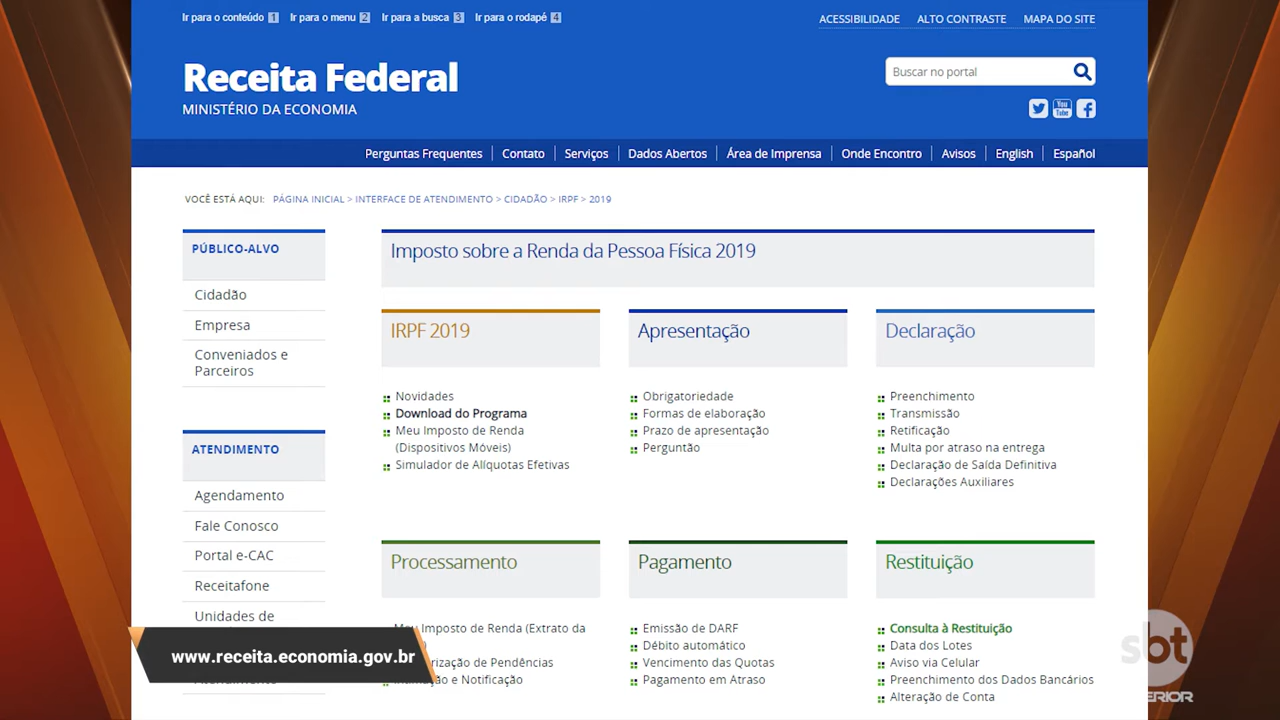 Ir para o conteúdo 1 Ir para o menu 2 Ir para a busca 3 Ir para o rodapé 4
ACESSIBILIDADE ALTO CONTRASTE MAPA DO SITE
Receita Federal
MINISTÉRIO DA ECONOMIA
Buscar no portal
You Tube
Perguntas Frequentes Contato Serviços Dados Abertos Área de Imprensa Onde Encontro Avisos English Español
VOCÊ ESTÁ AQUI: PÁGINA INICIAL > INTERFACE DE ATENDIMENTO > CIDADÃO > IRPF > 2019
PÚBLICO-ALVO
Cidadão
Empresa
Conveniados e
Parceiros
ATENDIMENTO
Agendamento
Fale Conosco
Portal e-CAC
Receitafone
Unidades de
Imposto sobre a Renda da Pessoa Física 2019
IRPF 2019
Novidades
Download do Programa
Meu Imposto de Renda
(Dispositivos Móveis)
Simulador de Alíquotas Efetivas
Apresentação
Obrigatoriedade
Formas de elaboração
Prazo de apresentação
Perguntão
Declaração
Preenchimento
Transmissão
Retificação
Multa por atraso na entrega
Declaração de Saída Definitiva
Declarações Auxiliares
Processamento
Imposto de Renda (Extrato da
de Pendências
e Notificação
Pagamento
Emissão de DARF
Débito automático
Vencimento das Quotas
Pagamento em Atraso
Restituição
Consulta à Restituição
Data dos Lotes
Aviso via Celular
Preenchimento dos Dados Bancários
Alteração de Conta
www.receita.economia.gov.br
sbt